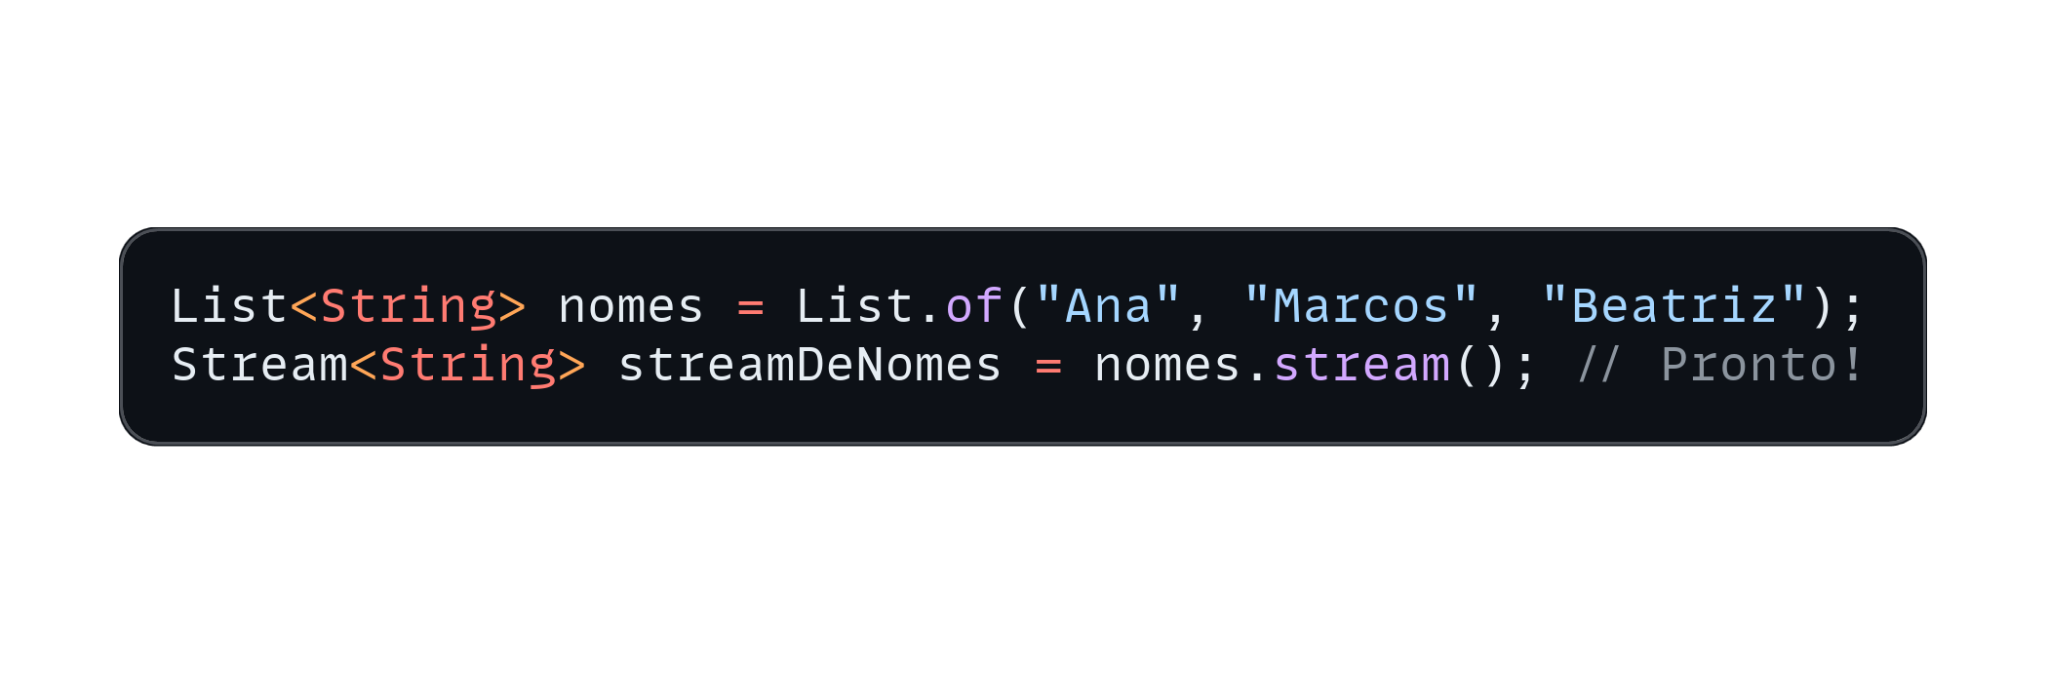 List<String> nomes = List.of("Ana", "Marcos", "Beatriz");
Stream<String> streamDeNomes = nomes.stream(); // Pronto!